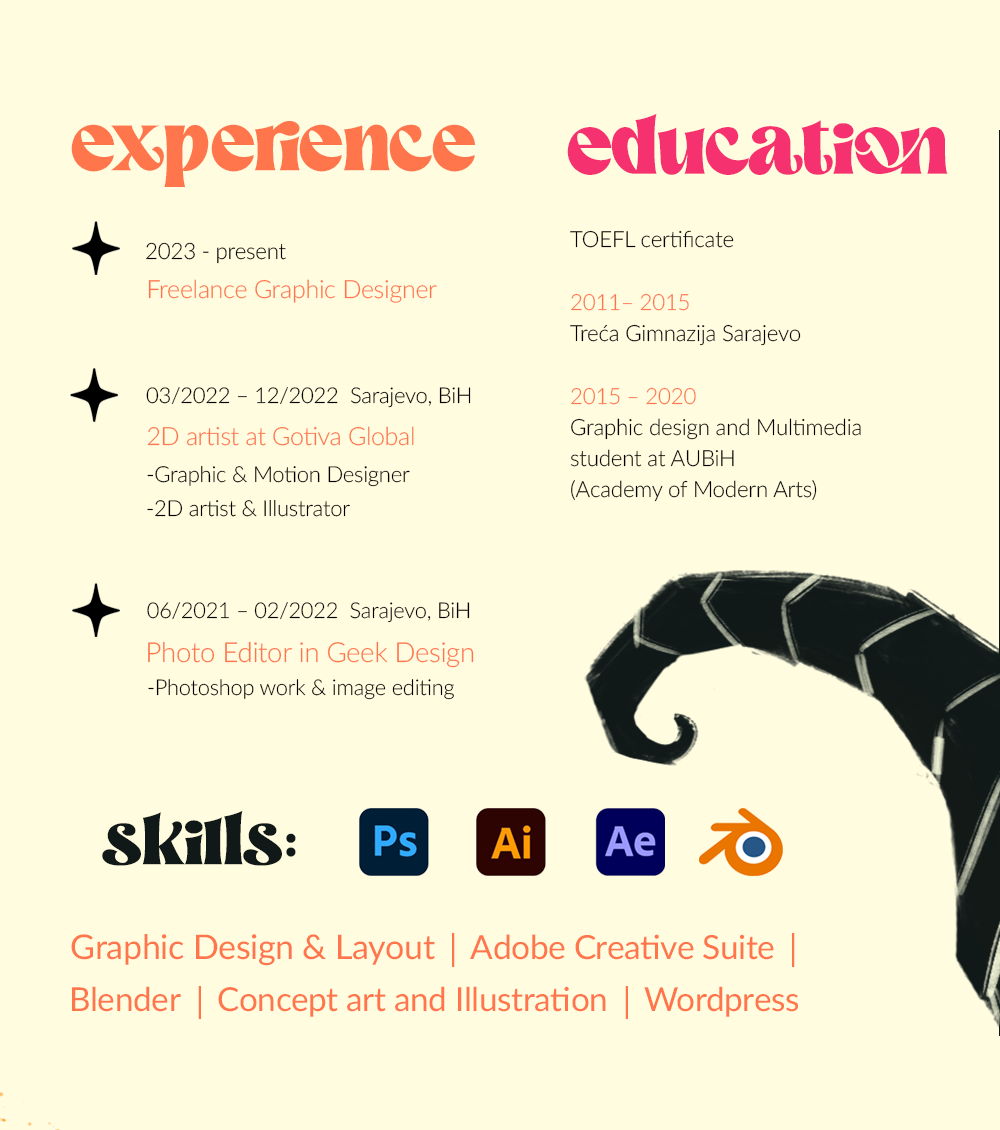 experience
2023 - present
Freelance Graphic Designer
03/2022 – 12/2022 Sarajevo, BiH
2D artist at Gotiva Global
-Graphic & Motion Designer
-2D artist & Illustrator
06/2021 – 02/2022 Sarajevo, BiH
Photo Editor in Geek Design
-Photoshop work & image editing
education
TOEFL certificate
2011– 2015
Treća Gimnazija Sarajevo
2015 – 2020
Graphic design and Multimedia
student at AUBiH
(Academy of Modern Arts)
skills:
Ps
Ai
Ae
Graphic Design & Layout | Adobe Creative Suite |
Blender | Concept art and Illustration | Wordpress